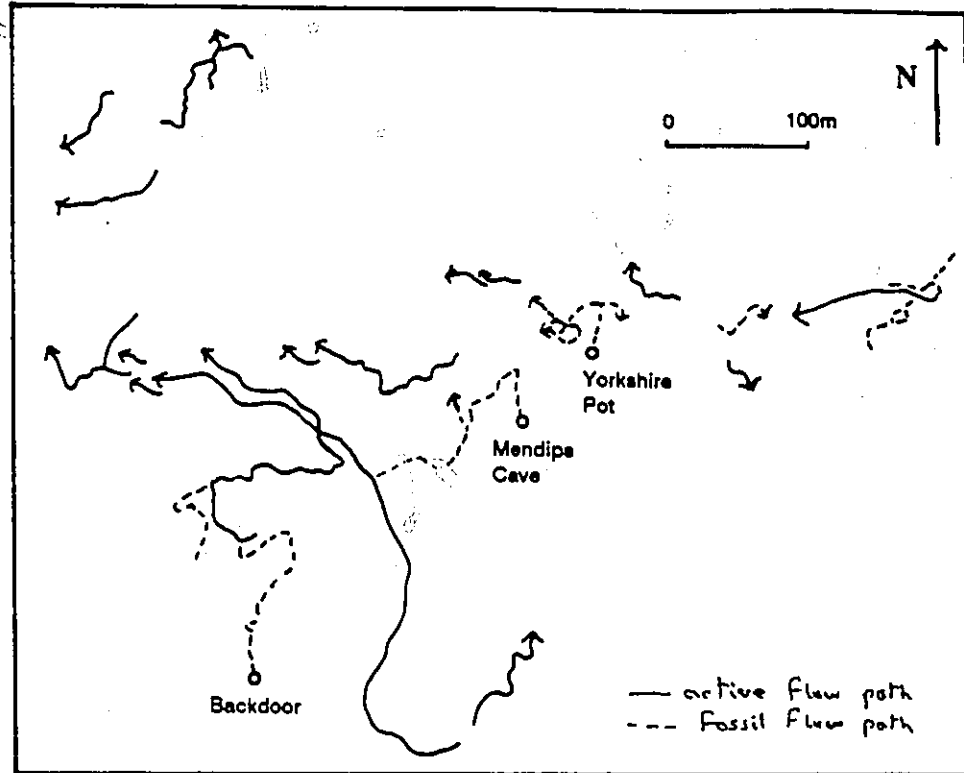 N
0 100m
Yorkshire
Pot
Mendips
Cave
Backdoor
active flow path
fossil flow path